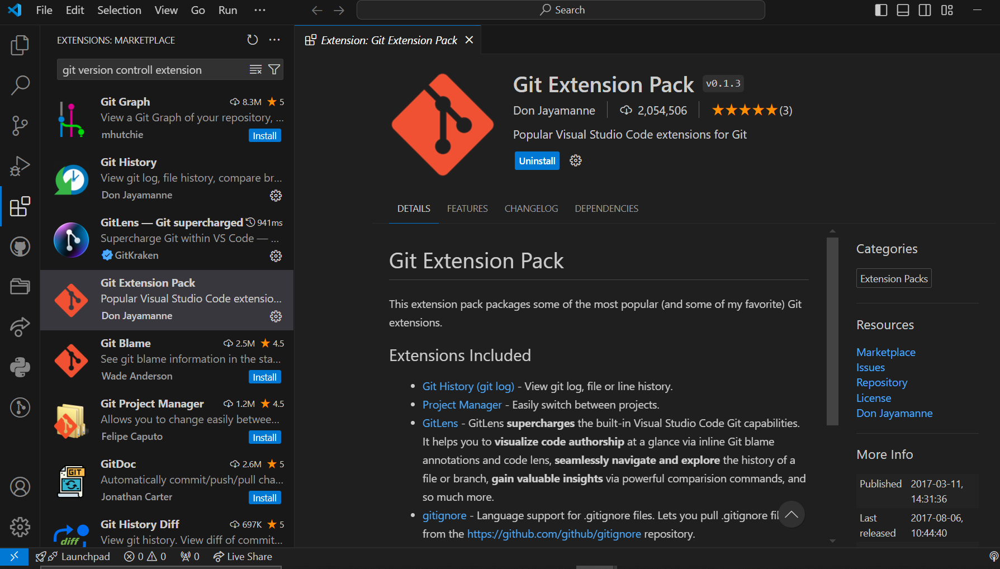 File Edit Selection View Go Run ···
Search
EXTENSIONS: MARKETPLACE
git version controll extension
Git Graph 8.3M 5
View a Git Graph of your repository, ...
mhutchie Install
Git History
View git log, file history, compare br...
Don Jayamanne
GitLens — Git supercharged 941ms
Supercharge Git within VS Code — ...
GitKraken
Git Extension Pack
Popular Visual Studio Code extensio...
Don Jayamanne
Git Blame 2.5M 4.5
See git blame information in the sta...
Wade Anderson Install
Git Project Manager 1.2M 4.5
Allows you to change easily betwee...
Felipe Caputo Install
GIT
GitDoc 2.6M 5
Automatically commit/push/pull cha...
Jonathan Carter Install
Git History Diff 697K 5
diff
View git history. View diff of commit...
Extension: Git Extension Pack
Git Extension Pack v0.1.3
Don Jayamanne 2,054,506 (3)
Popular Visual Studio Code extensions for Git
Uninstall
DETAILS FEATURES CHANGELOG DEPENDENCIES
Git Extension Pack
This extension pack packages some of the most popular (and some of my favorite) Git
extensions.
Extensions Included
• Git History (git log) - View git log, file or line history.
• Project Manager - Easily switch between projects.
• GitLens - GitLens supercharges the built-in Visual Studio Code Git capabilities.
It helps you to visualize code authorship at a glance via inline Git blame
annotations and code lens, seamlessly navigate and explore the history of a
file or branch, gain valuable insights via powerful comparision commands, and
so much more.
• gitignore - Language support for .gitignore files. Lets you pull .gitignore fil
from the https://github.com/github/gitignore repository.
Categories
Extension Packs
Resources
Marketplace
Issues
Repository
License
Don Jayamanne
More Info
Published 2017-03-11,
14:31:36
Last 2017-08-06,
released 10:44:40
Launchpad 0 0 0 Live Share